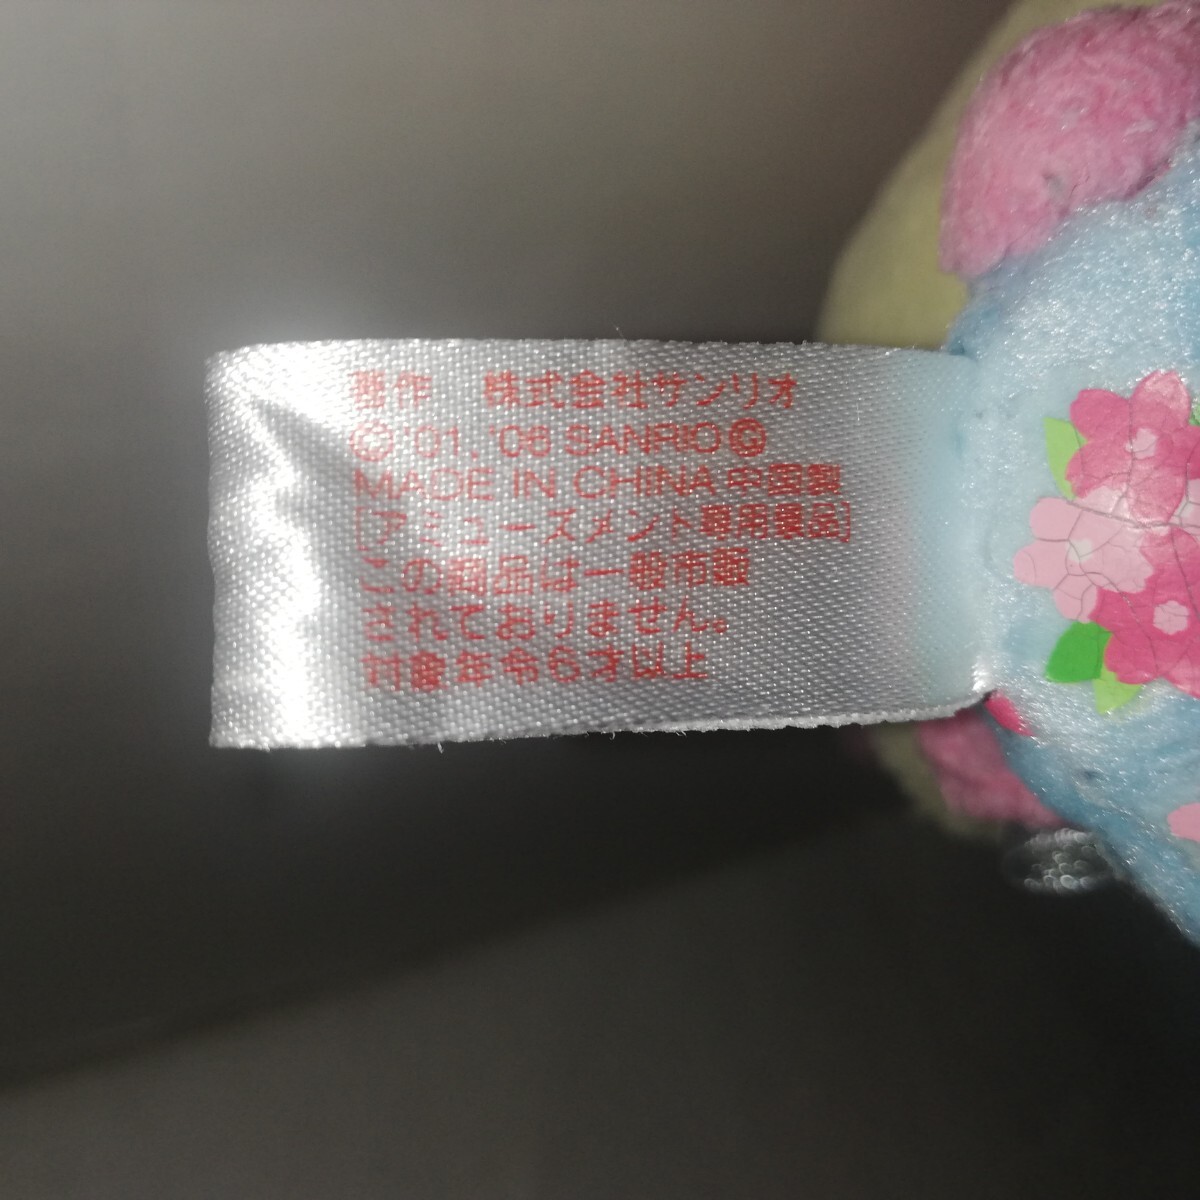 著作 株式会社サンリオ
© '01, '06 SANRIO Ⓖ
MADE IN CHINA 中国製
[アミューズメント専用景品]
この商品は一般市販
されておりません。
対象年令6才以上